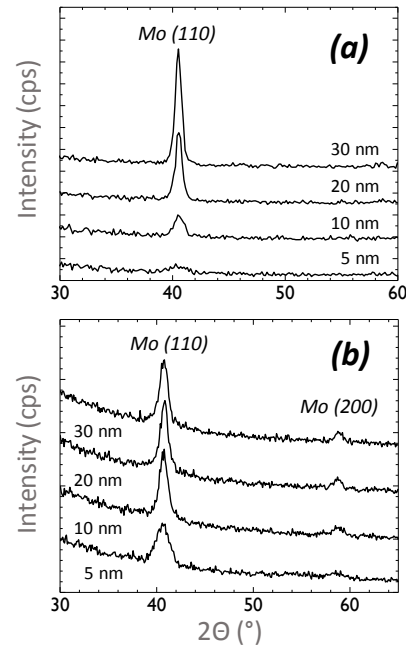 Mo (110)
(a)
Intensity (cps)
30 nm
20 nm
10 nm
5 nm
30 40 50 60
Mo (110)
(b)
Mo (200)
Intensity (cps)
30 nm
20 nm
10 nm
5 nm
30 40 50 60
2Θ (°)